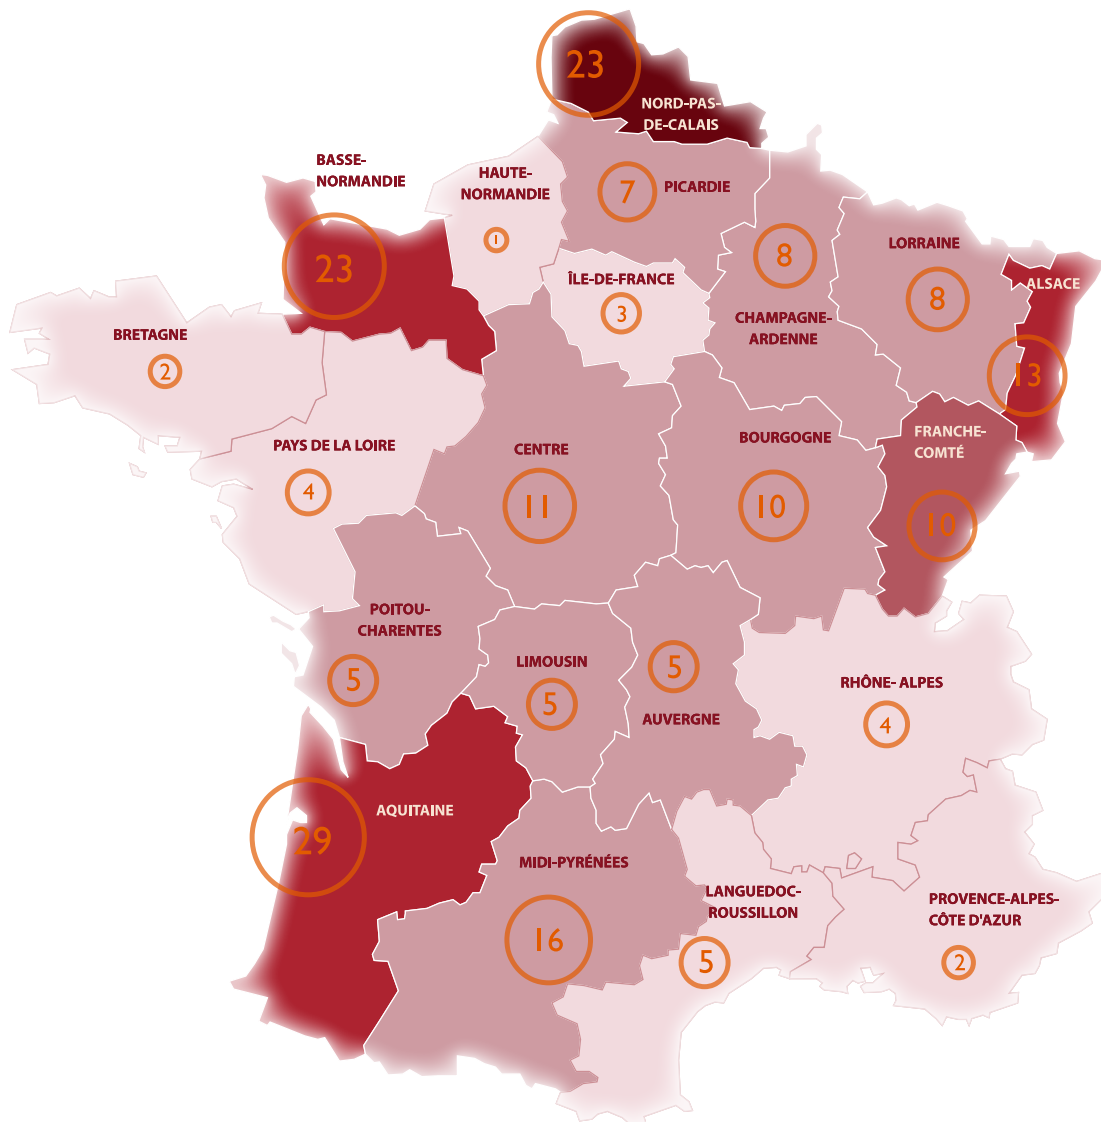 23
NORD-PAS-
DE-CALAIS
BASSE-
NORMANDIE
23
HAUTE-
NORMANDIE
1
7
PICARDIE
8
CHAMPAGNE-
ARDENNE
LORRAINE
8
ALSACE
13
ÎLE-DE-FRANCE
3
BRETAGNE
2
PAYS DE LA LOIRE
4
CENTRE
11
BOURGOGNE
10
FRANCHE-
COMTÉ
10
POITOU-
CHARENTES
5
LIMOUSIN
5
5
AUVERGNE
RHÔNE- ALPES
4
AQUITAINE
29
MIDI-PYRÉNÉES
16
LANGUEDOC-
ROUSSILLON
5
PROVENCE-ALPES-
CÔTE D'AZUR
2